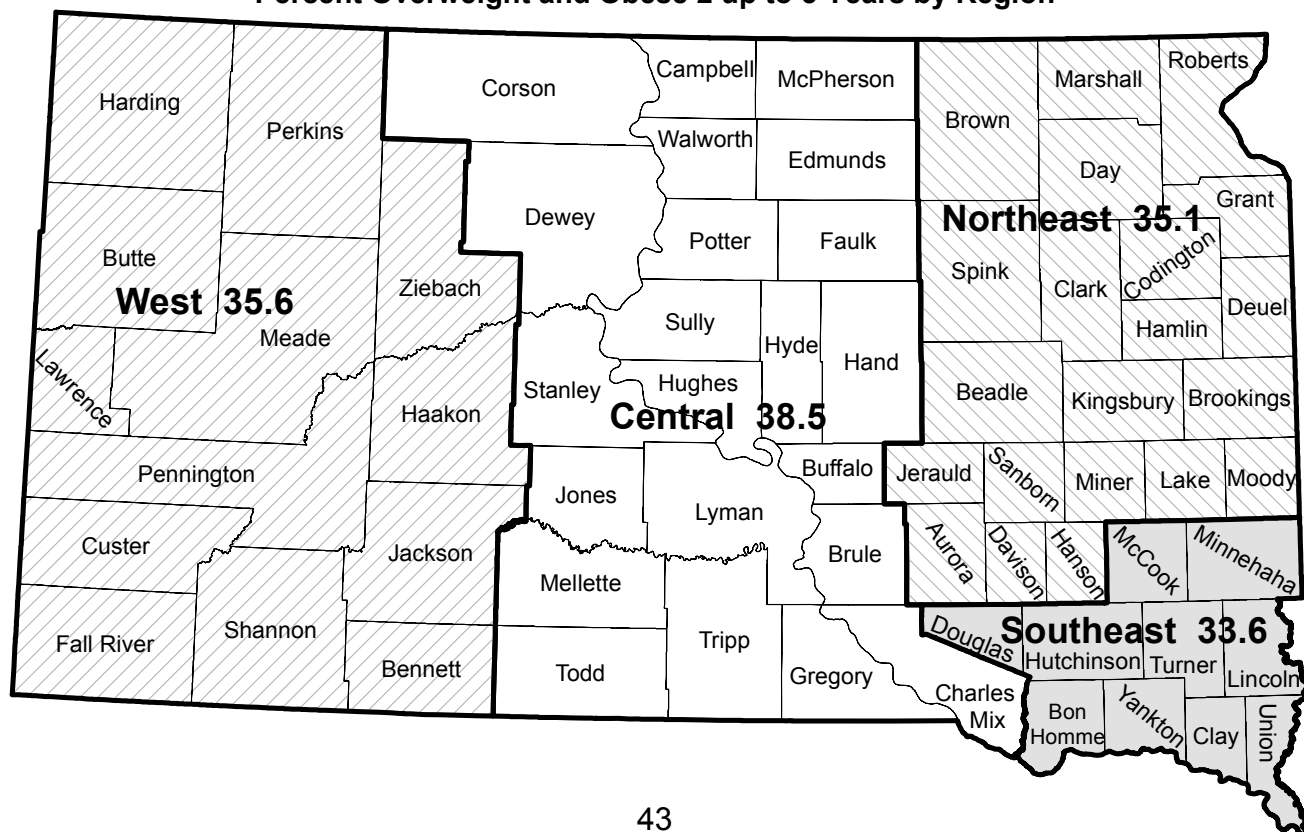 Percent Overweight and Obese 2 up to Years by Region
Harding
Perkins
Corson
Campbell
McPherson
Brown
Marshall
Roberts
Walworth
Edmunds
Day
Grant
Dewey
Potter
Faulk
Northeast 35.1
Butte
Ziebach
Spink
Clark
Codington
West 35.6
Meade
Sully
Hyde
Hand
Hamlin
Deuel
Lawrence
Haakon
Stanley
Hughes
Central 38.5
Beadle
Kingsbury
Brookings
Pennington
Jones
Lyman
Buffalo
Jerauld
Sanborn
Miner
Lake
Moody
Custer
Jackson
Mellette
Brule
Aurora
Davison
Hanson
McCook
Minnehaha
Fall River
Shannon
Bennett
Todd
Tripp
Gregory
Charles
Mix
Douglas
Southeast 33.6
Hutchinson
Turner
Lincoln
Bon
Homme
Yankton
Clay
Union
43